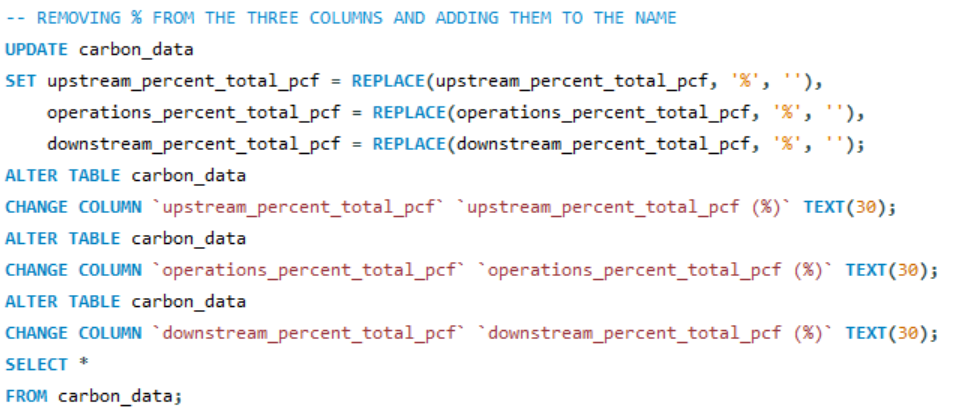 -- REMOVING % FROM THE THREE COLUMNS AND ADDING THEM TO THE NAME
UPDATE carbon_data
SET upstream_percent_total_pcf = REPLACE(upstream_percent_total_pcf, '%', ''),
    operations_percent_total_pcf = REPLACE(operations_percent_total_pcf, '%', ''),
    downstream_percent_total_pcf = REPLACE(downstream_percent_total_pcf, '%', '');
ALTER TABLE carbon_data
CHANGE COLUMN `upstream_percent_total_pcf` `upstream_percent_total_pcf (%)` TEXT(30);
ALTER TABLE carbon_data
CHANGE COLUMN `operations_percent_total_pcf` `operations_percent_total_pcf (%)` TEXT(30);
ALTER TABLE carbon_data
CHANGE COLUMN `downstream_percent_total_pcf` `downstream_percent_total_pcf (%)` TEXT(30);
SELECT *
FROM carbon_data;